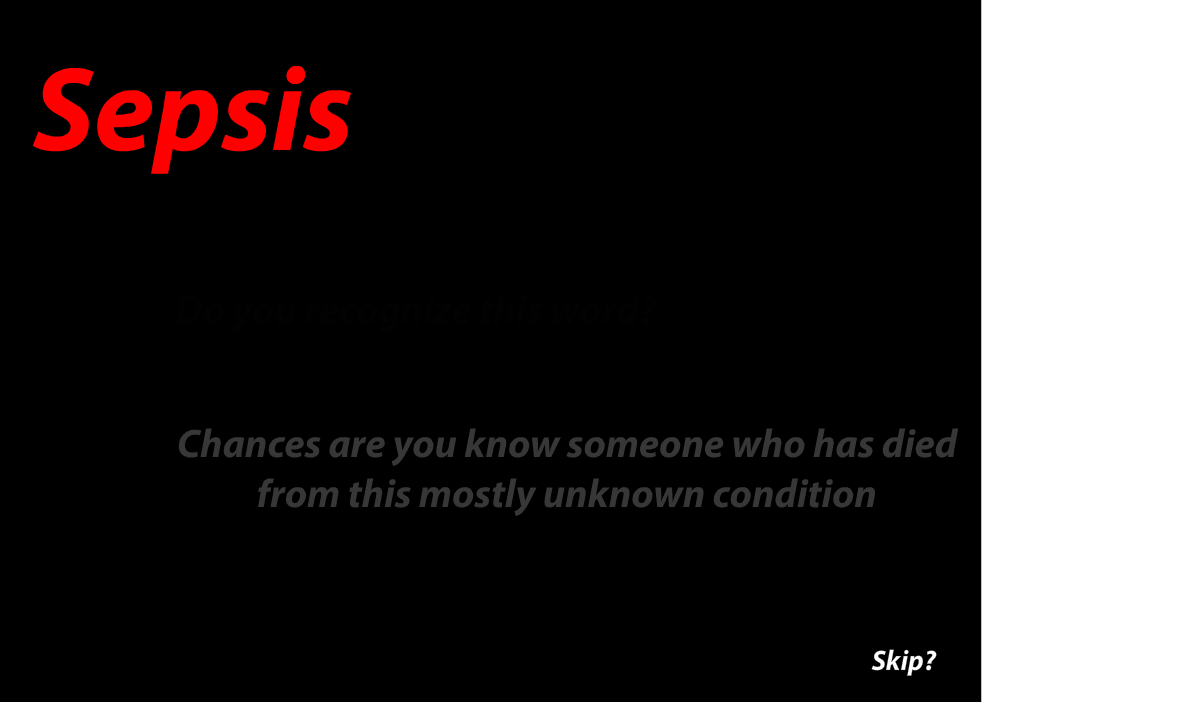 Sepsis
Do you recognize this word?
Chances are you know someone who has died
from this mostly unknown condition
Skip?